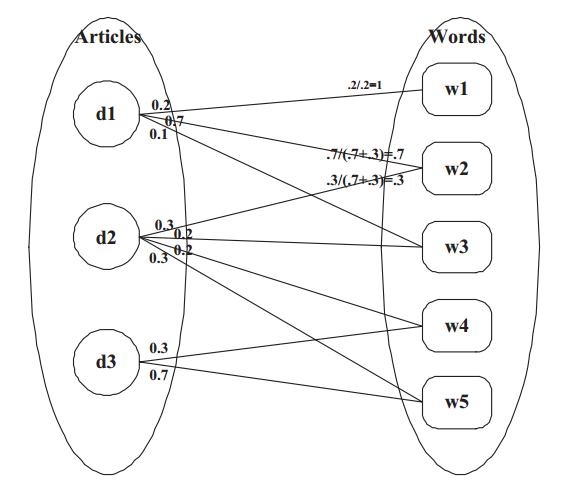 Articles
Words
d1
0.2
0.7
0.1
.2/.2=1
w1
.7/(.7+.3)=.7
w2
.3/(.7+.3)=.3
d2
0.3
0.2
0.2
0.3
w3
w4
d3
0.3
0.7
w5